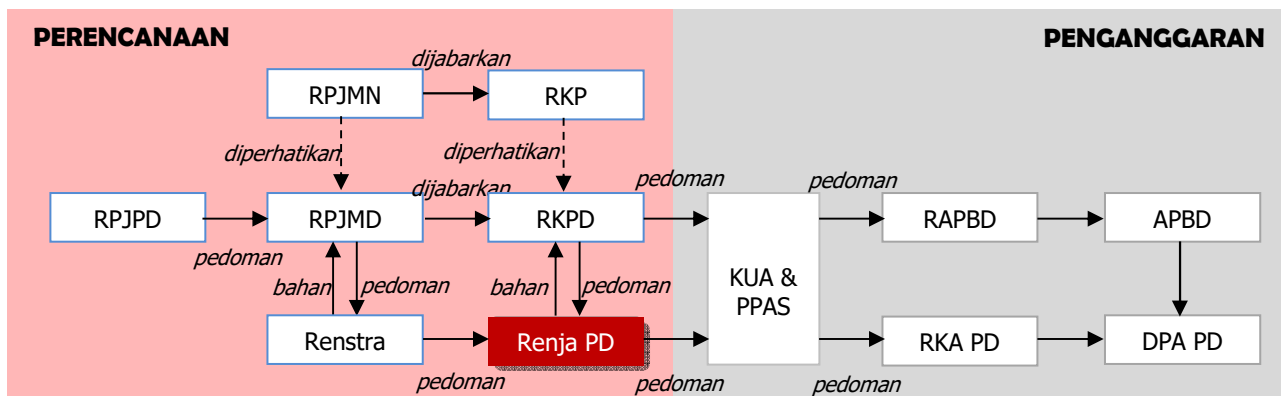 PERENCANAAN
PENGANGGARAN
dijabarkan
RPJMN
RKP
diperhatikan
diperhatikan
dijabarkan
pedoman
pedoman
RPJPD
RPJMD
RKPD
RAPBD
APBD
pedoman
bahan
pedoman
bahan
pedoman
KUA &
PPAS
Renstra
Renja PD
RKA PD
DPA PD
pedoman
pedoman
pedoman